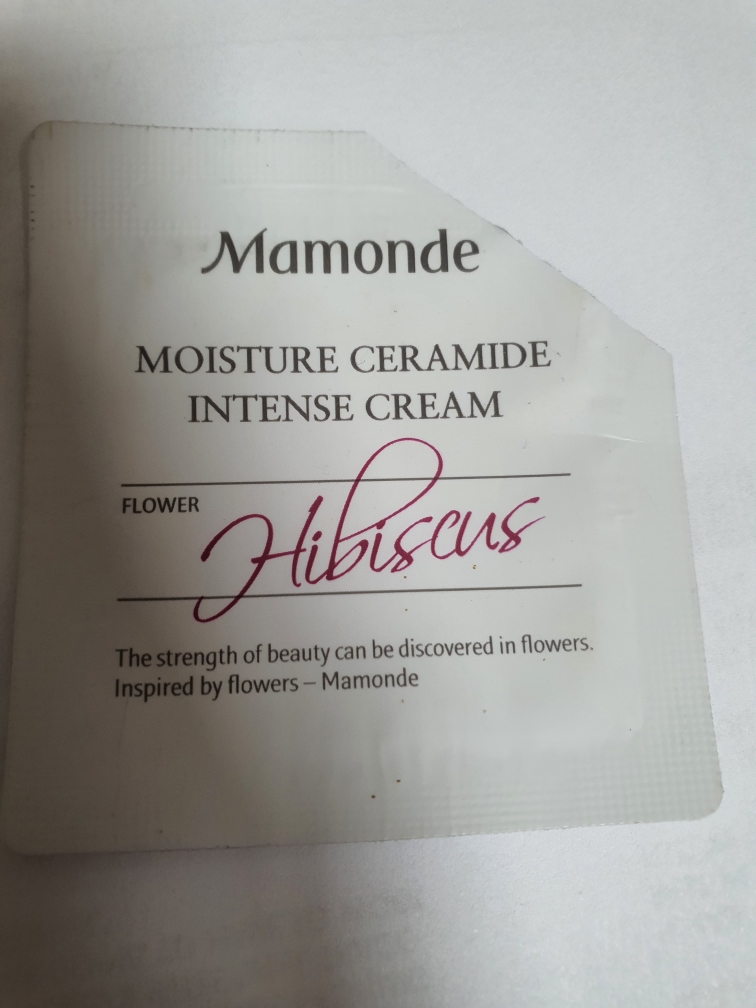 Mamonde
MOISTURE CERAMIDE
INTENSE CREAM
FLOWER
Hibiscus
The strength of beauty can be discovered in flowers.
Inspired by flowers – Mamonde